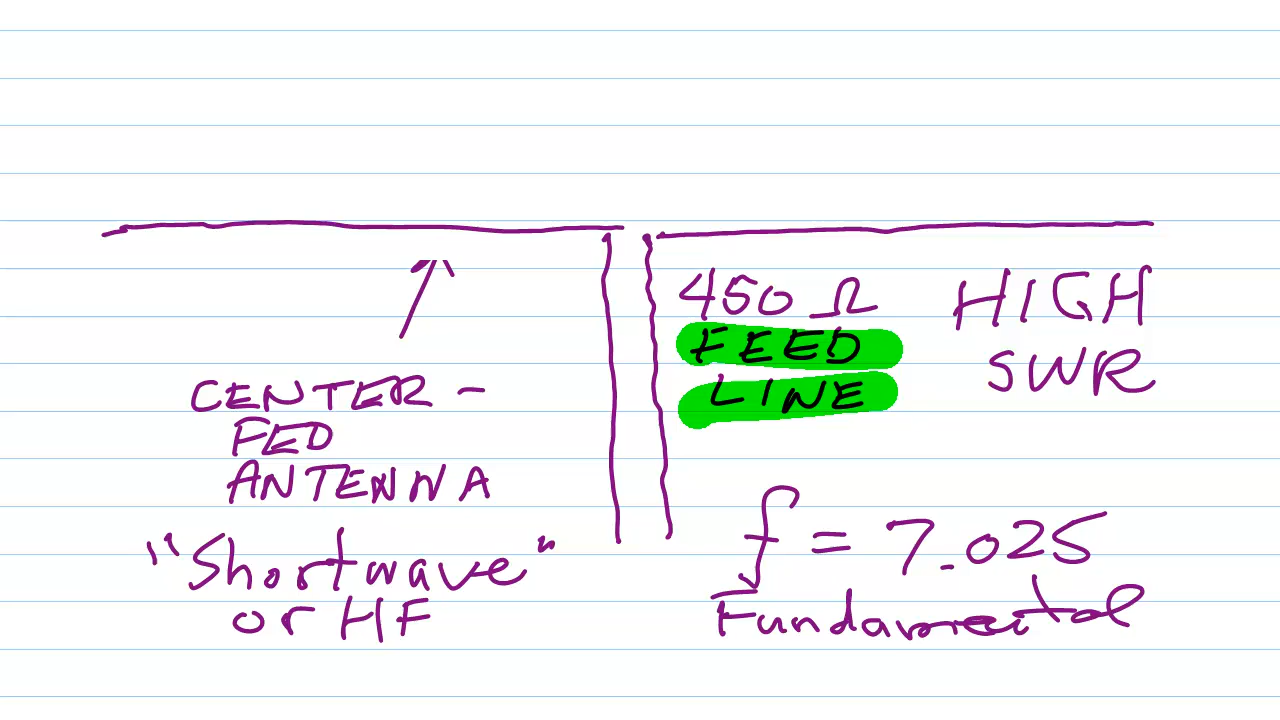 450 Ω
FEED
LINE
HIGH
SWR
CENTER-
FED
ANTENNA
"Shortwave"
or HF
f = 7.025
Fundamental